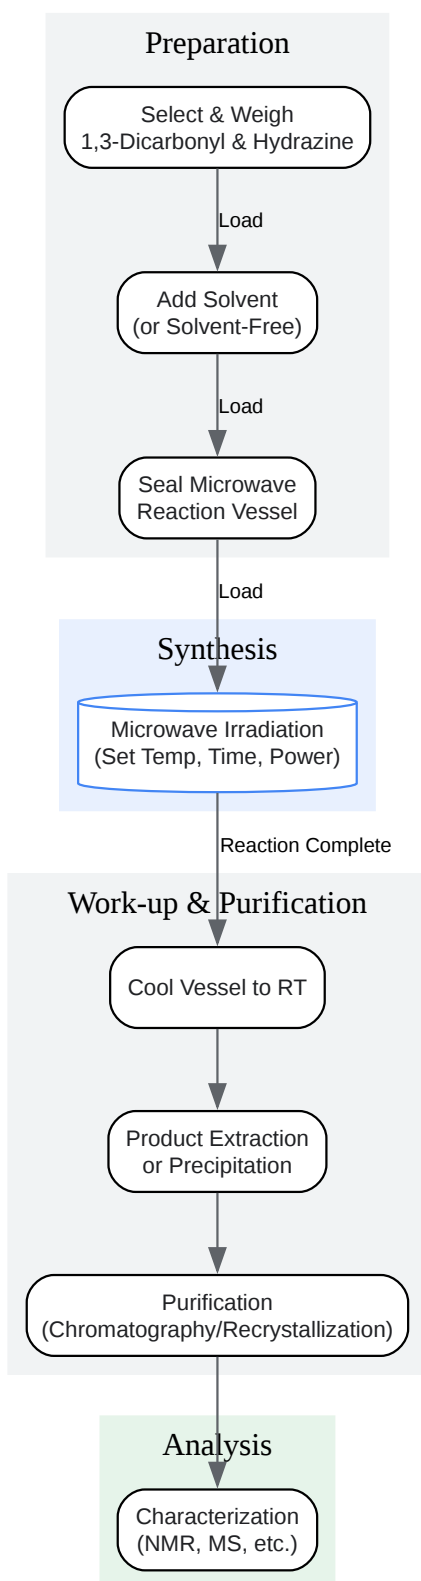 Preparation
Select & Weigh
1,3-Dicarbonyl & Hydrazine
Load
Add Solvent
(or Solvent-Free)
Load
Seal Microwave
Reaction Vessel
Load
Synthesis
Microwave Irradiation
(Set Temp, Time, Power)
Reaction Complete
Work-up & Purification
Cool Vessel to RT
Product Extraction
or Precipitation
Purification
(Chromatography/Recrystallization)
Analysis
Characterization
(NMR, MS, etc.)